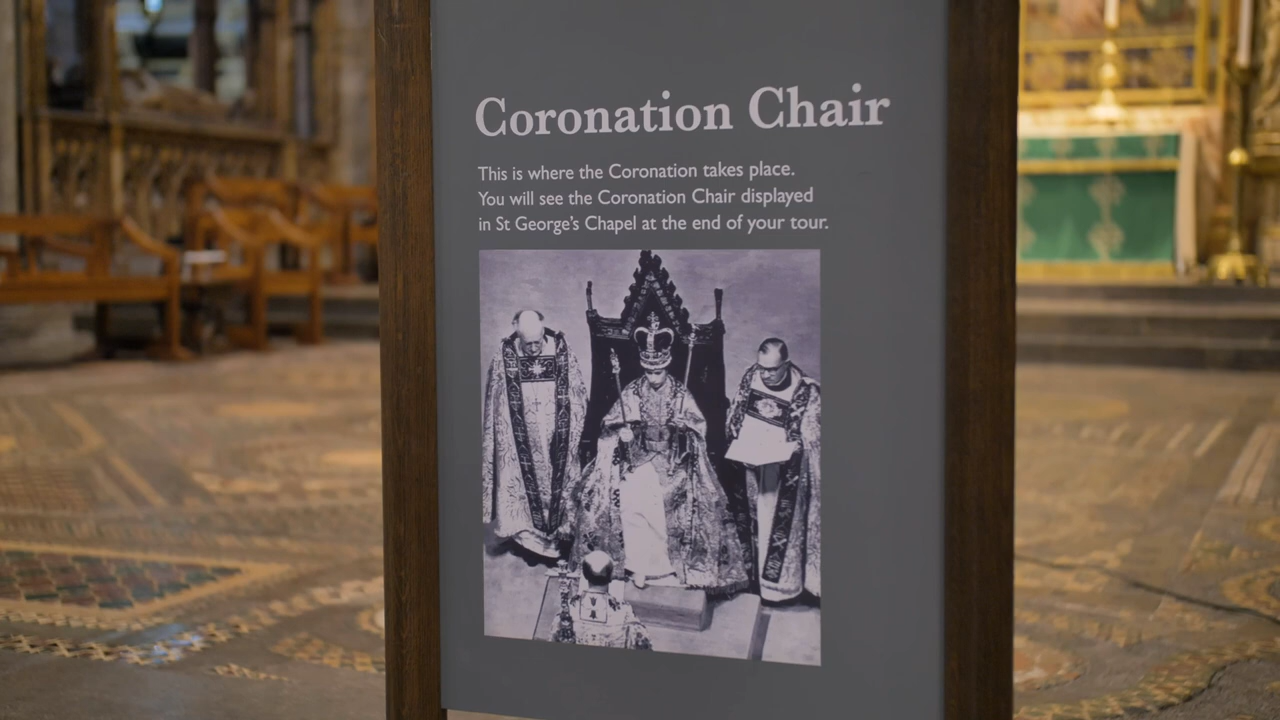 Coronation Chair
This is where the Coronation takes place.
You will see the Coronation Chair displayed
in St George’s Chapel at the end of your tour.